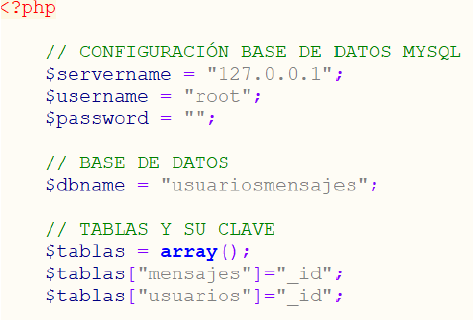 <?php
// CONFIGURACIÓN BASE DE DATOS MYSQL
$servername = "127.0.0.1";
$username = "root";
$password = "";
// BASE DE DATOS
$dbname = "usuariosmensajes";
// TABLAS Y SU CLAVE
$tablas = array();
$tablas["mensajes"]="_id";
$tablas["usuarios"]="_id";